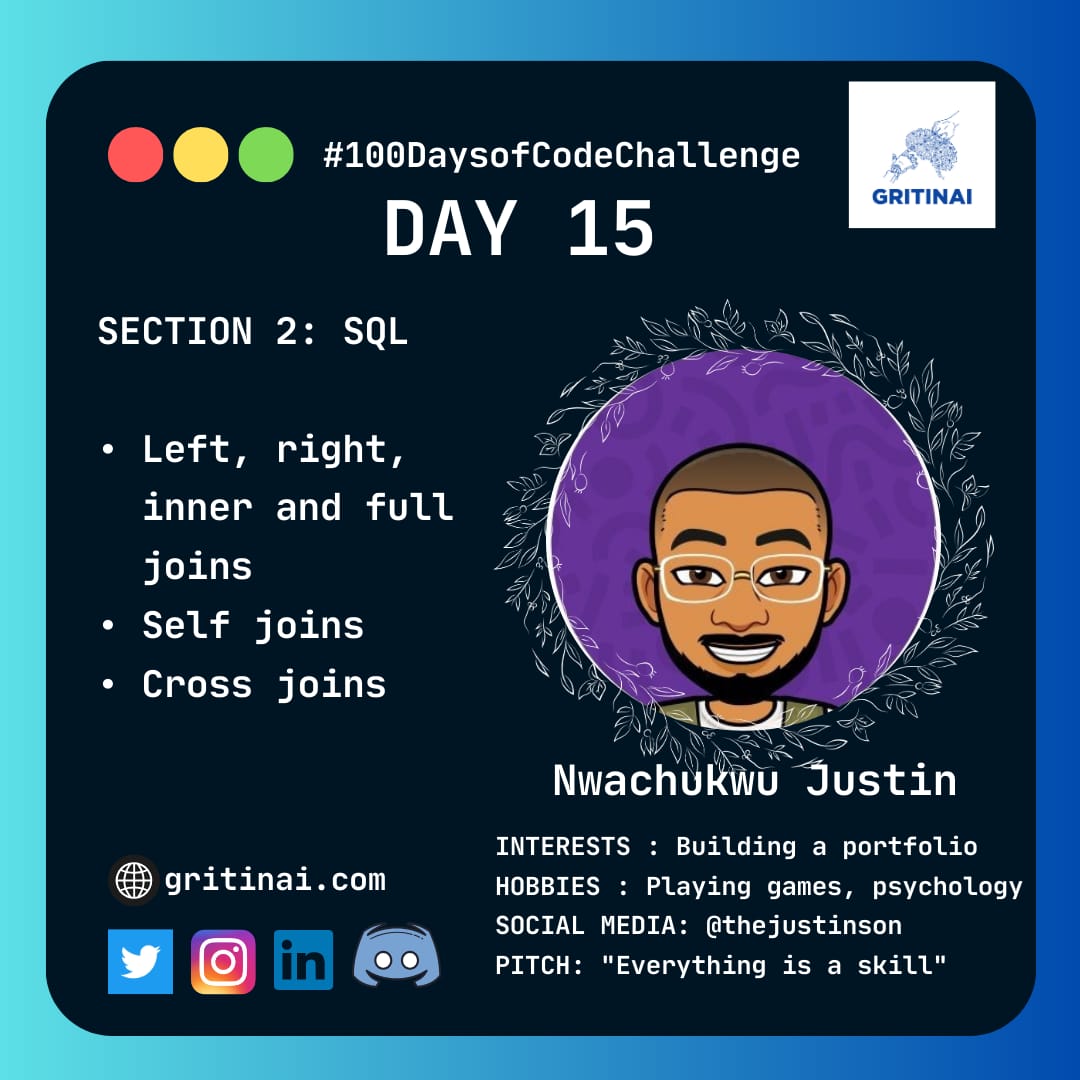 #100DaysofCodeChallenge
DAY 15
GRITINAI
SECTION 2: SQL
• Left, right,
inner and full
joins
• Self joins
• Cross joins
Nwachukwu Justin
INTERESTS : Building a portfolio
HOBBIES : Playing games, psychology
SOCIAL MEDIA: @thejustinson
PITCH: "Everything is a skill"
gritinai.com
in